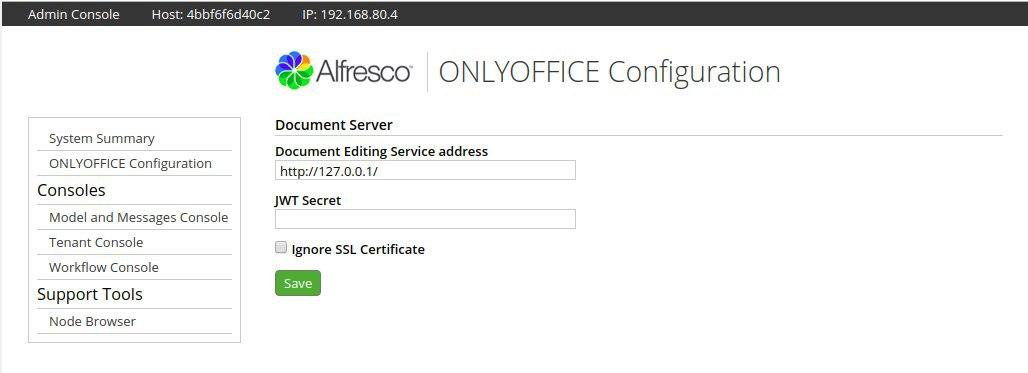 Admin Console Host: 4bbf6f6d40c2 IP: 192.168.80.4
Alfresco™ ONLYOFFICE Configuration
System Summary
ONLYOFFICE Configuration
Consoles
Model and Messages Console
Tenant Console
Workflow Console
Support Tools
Node Browser
Document Server
Document Editing Service address
http://127.0.0.1/
JWT Secret
Ignore SSL Certificate
Save